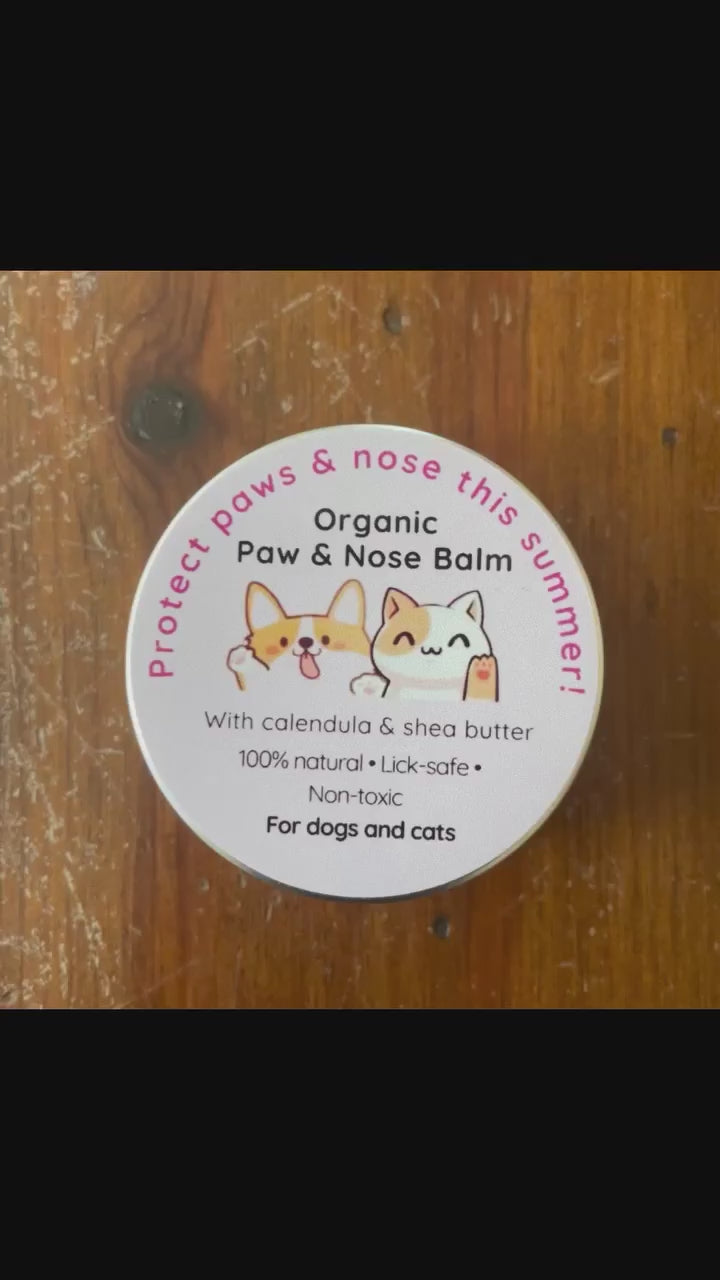 Protect paws & nose this summer!
Organic
Paw & Nose Balm
With calendula & shea butter
100% natural • Lick-safe •
Non-toxic
For dogs and cats